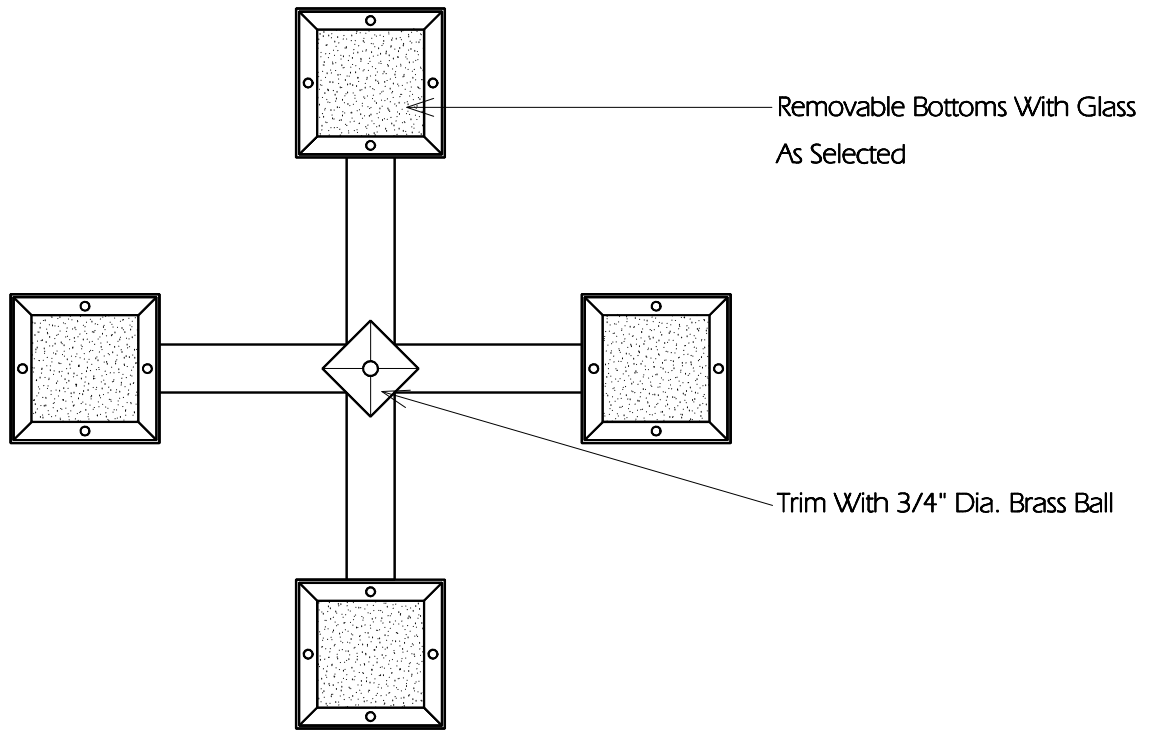 Removable Bottoms With Glass
As Selected
Trim With 3/4" Dia. Brass Ball